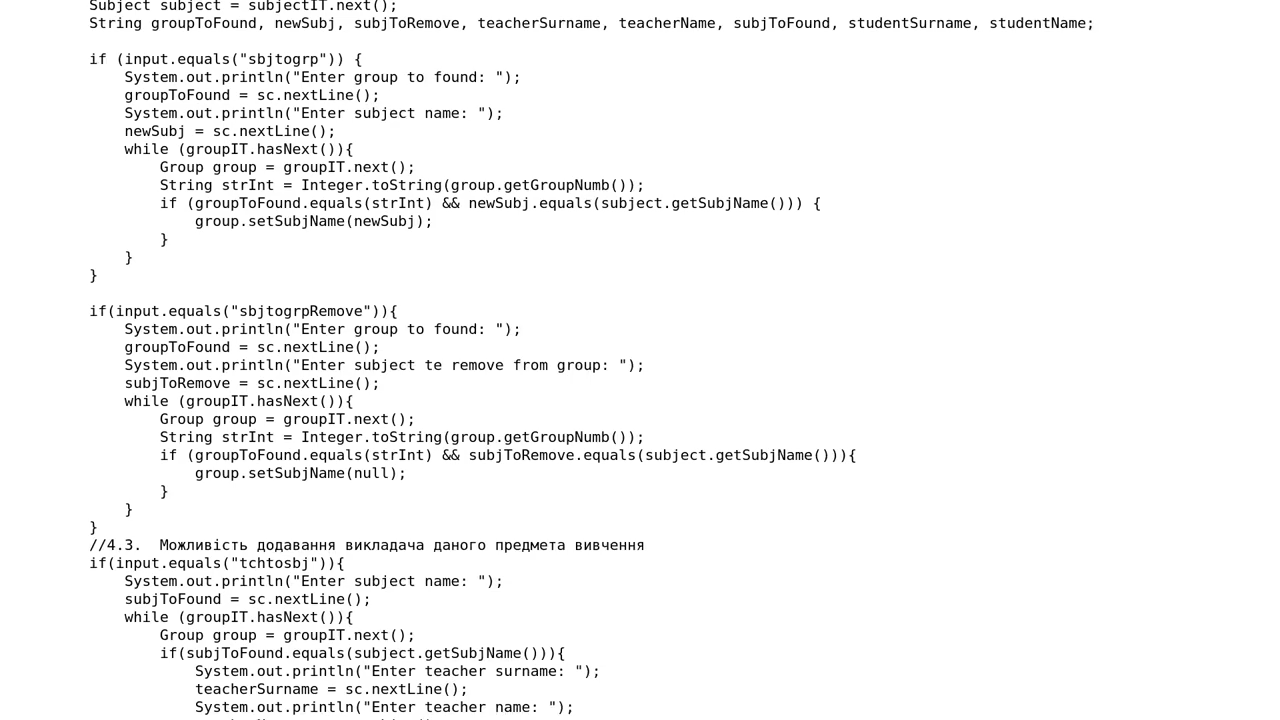 Subject subject = subjectIT.next();
String groupToFound, newSubj, subjToRemove, teacherSurname, teacherName, subjToFound, studentSurname, studentName;

if (input.equals("sbjtogrp")) {
    System.out.println("Enter group to found: ");
    groupToFound = sc.nextLine();
    System.out.println("Enter subject name: ");
    newSubj = sc.nextLine();
    while (groupIT.hasNext()){
        Group group = groupIT.next();
        String strInt = Integer.toString(group.getGroupNumb());
        if (groupToFound.equals(strInt) && newSubj.equals(subject.getSubjName())) {
            group.setSubjName(newSubj);
        }
    }
}

if(input.equals("sbjtogrpRemove")){
    System.out.println("Enter group to found: ");
    groupToFound = sc.nextLine();
    System.out.println("Enter subject te remove from group: ");
    subjToRemove = sc.nextLine();
    while (groupIT.hasNext()){
        Group group = groupIT.next();
        String strInt = Integer.toString(group.getGroupNumb());
        if (groupToFound.equals(strInt) && subjToRemove.equals(subject.getSubjName())){
            group.setSubjName(null);
        }
    }
}
//4.3.  Можливість додавання викладача даного предмета вивчення
if(input.equals("tchtosbj")){
    System.out.println("Enter subject name: ");
    subjToFound = sc.nextLine();
    while (groupIT.hasNext()){
        Group group = groupIT.next();
        if(subjToFound.equals(subject.getSubjName())){
            System.out.println("Enter teacher surname: ");
            teacherSurname = sc.nextLine();
            System.out.println("Enter teacher name: ");